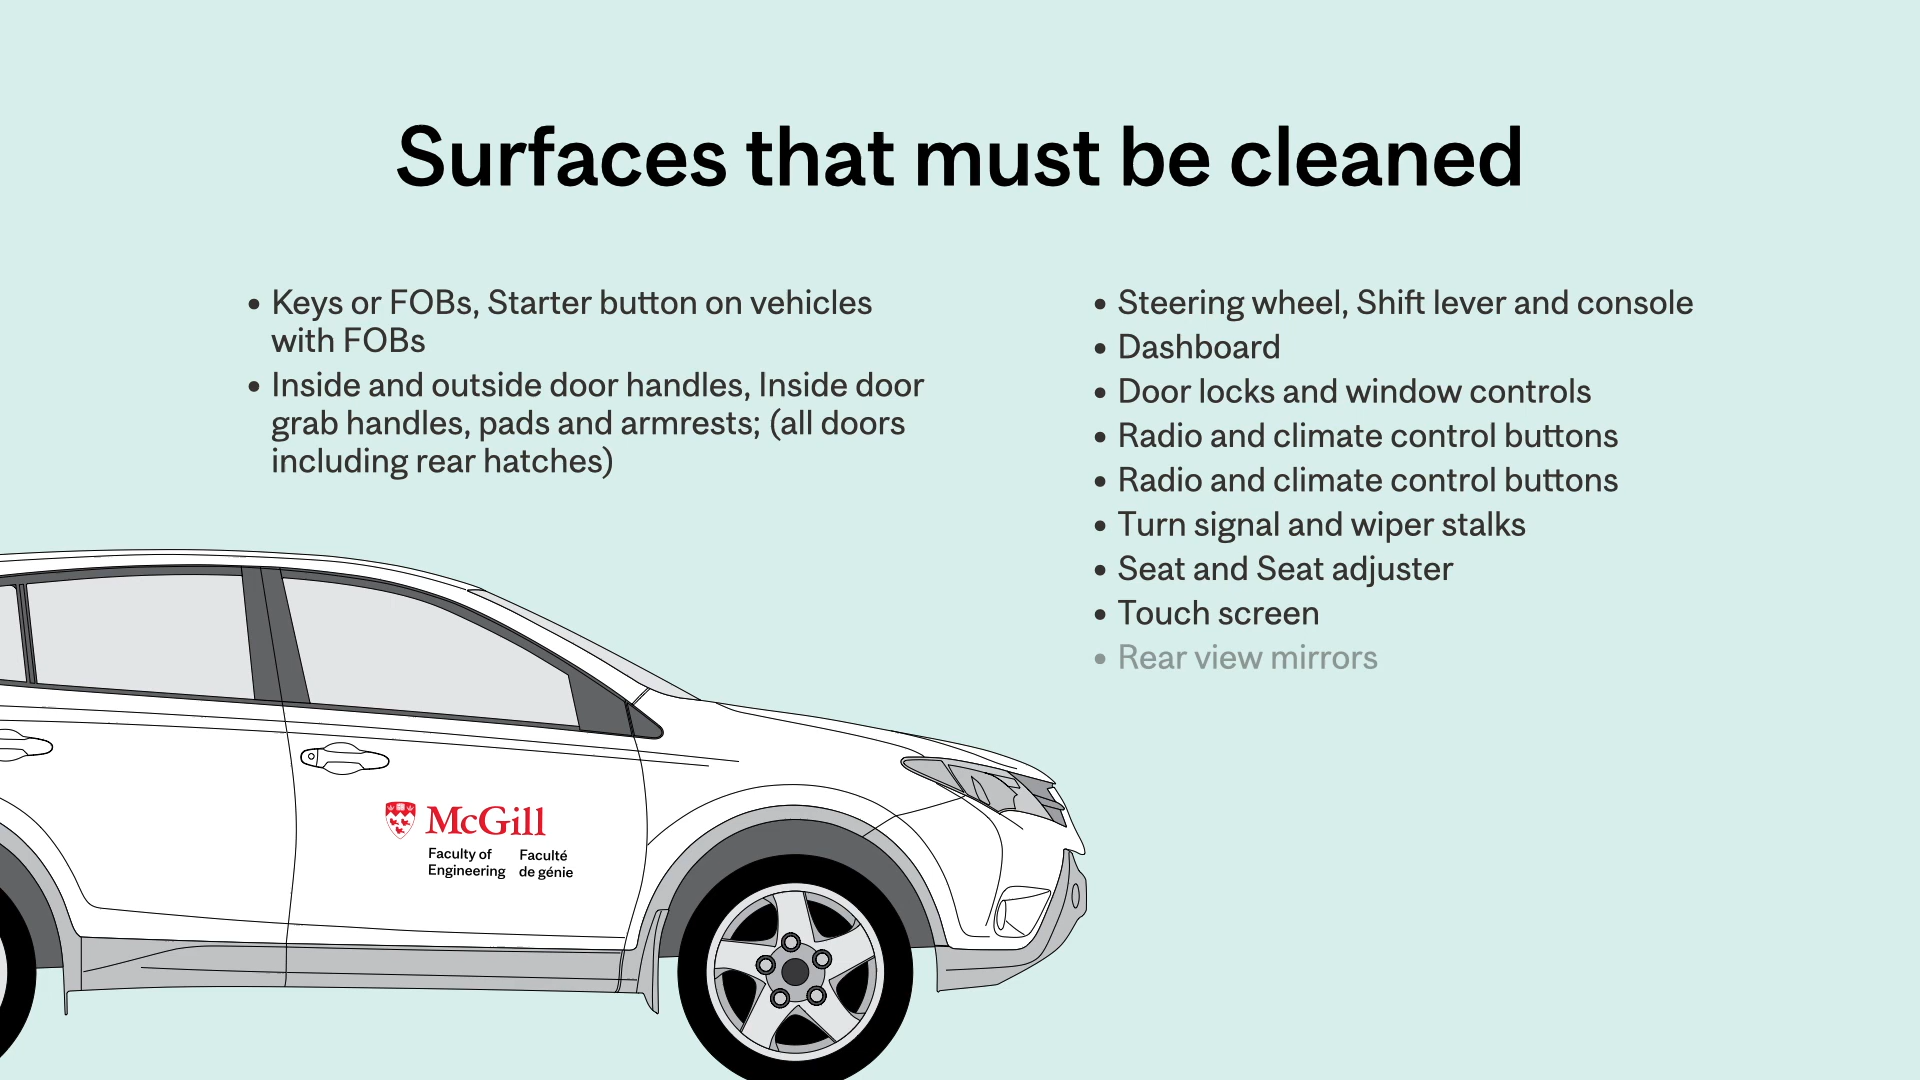 Surfaces that must be cleaned
• Keys or FOBs, Starter button on vehicles
with FOBs
• Inside and outside door handles, Inside door
grab handles, pads and armrests; (all doors
including rear hatches)
• Steering wheel, Shift lever and console
• Dashboard
• Door locks and window controls
• Radio and climate control buttons
• Radio and climate control buttons
• Turn signal and wiper stalks
• Seat and Seat adjuster
• Touch screen
• Rear view mirrors
McGill
Faculty of
Engineering
Faculté
de génie